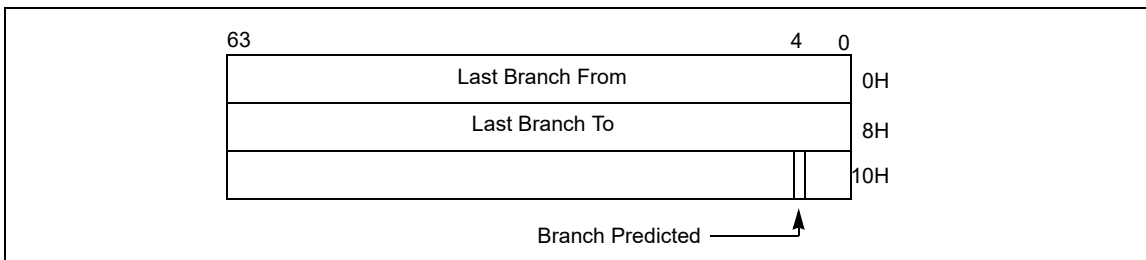 63 4 0
Last Branch From 0H
Last Branch To 8H
10H
Branch Predicted